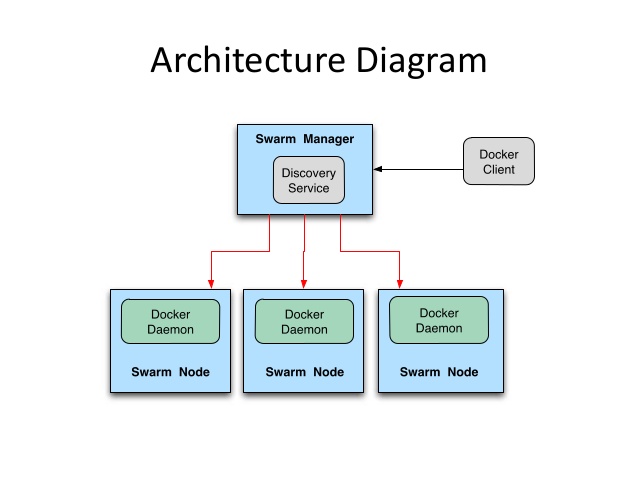 Architecture Diagram
Swarm Manager
Discovery
Service
Docker
Client
Docker
Daemon
Swarm Node
Docker
Daemon
Swarm Node
Docker
Daemon
Swarm Node